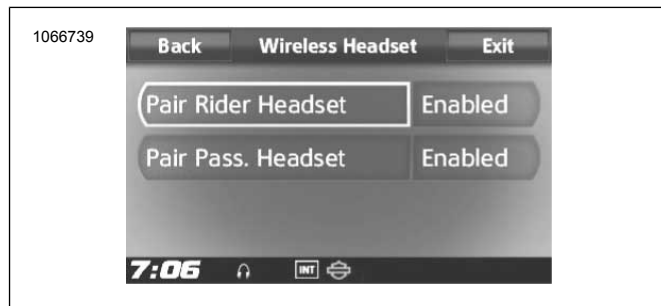 1066739
Back Wireless Headset Exit
Pair Rider Headset Enabled
Pair Pass. Headset Enabled
7:06 INT